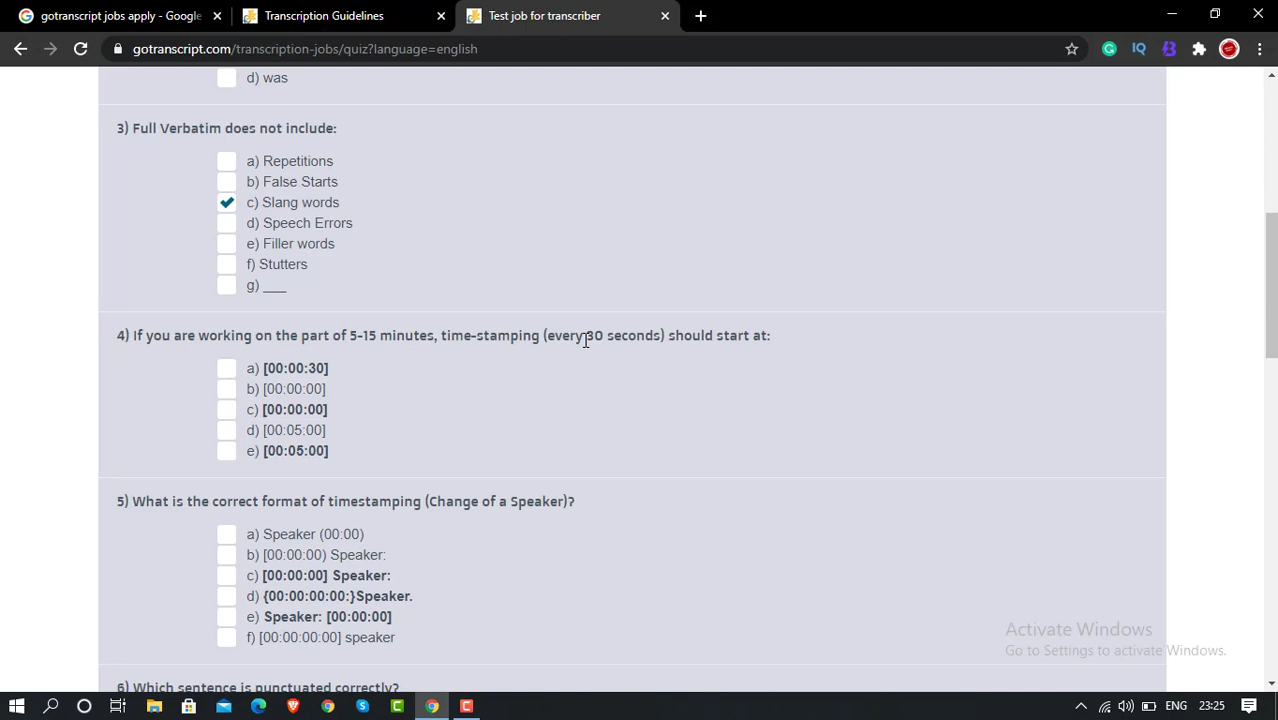 gotranscript jobs apply - Google
Transcription Guidelines
Test job for transcriber
gotranscript.com/transcription-jobs/quiz?language=english
d) was
3) Full Verbatim does not include:
a) Repetitions
b) False Starts
c) Slang words
d) Speech Errors
e) Filler words
f) Stutters
g) ___
4) If you are working on the part of 5-15 minutes, time-stamping (every 30 seconds) should start at:
a) [00:00:30]
b) [00:00:00]
c) [00:00:00]
d) [00:05:00]
e) [00:05:00]
5) What is the correct format of timestamping (Change of a Speaker)?
a) Speaker (00:00)
b) [00:00:00) Speaker:
c) [00:00:00] Speaker:
d) {00:00:00:00:}Speaker.
e) Speaker: [00:00:00]
f) [00:00:00:00] speaker
6) Which sentence is punctuated correctly?
Activate Windows
Go to Settings to activate Windows.
ENG
23:25